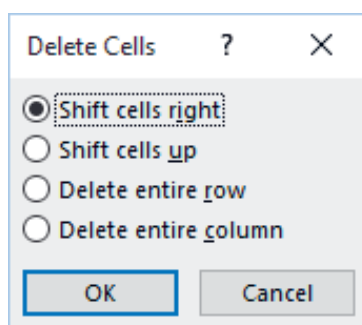 Delete Cells ?
Shift cells right
Shift cells up
Delete entire row
Delete entire column
OK Cancel